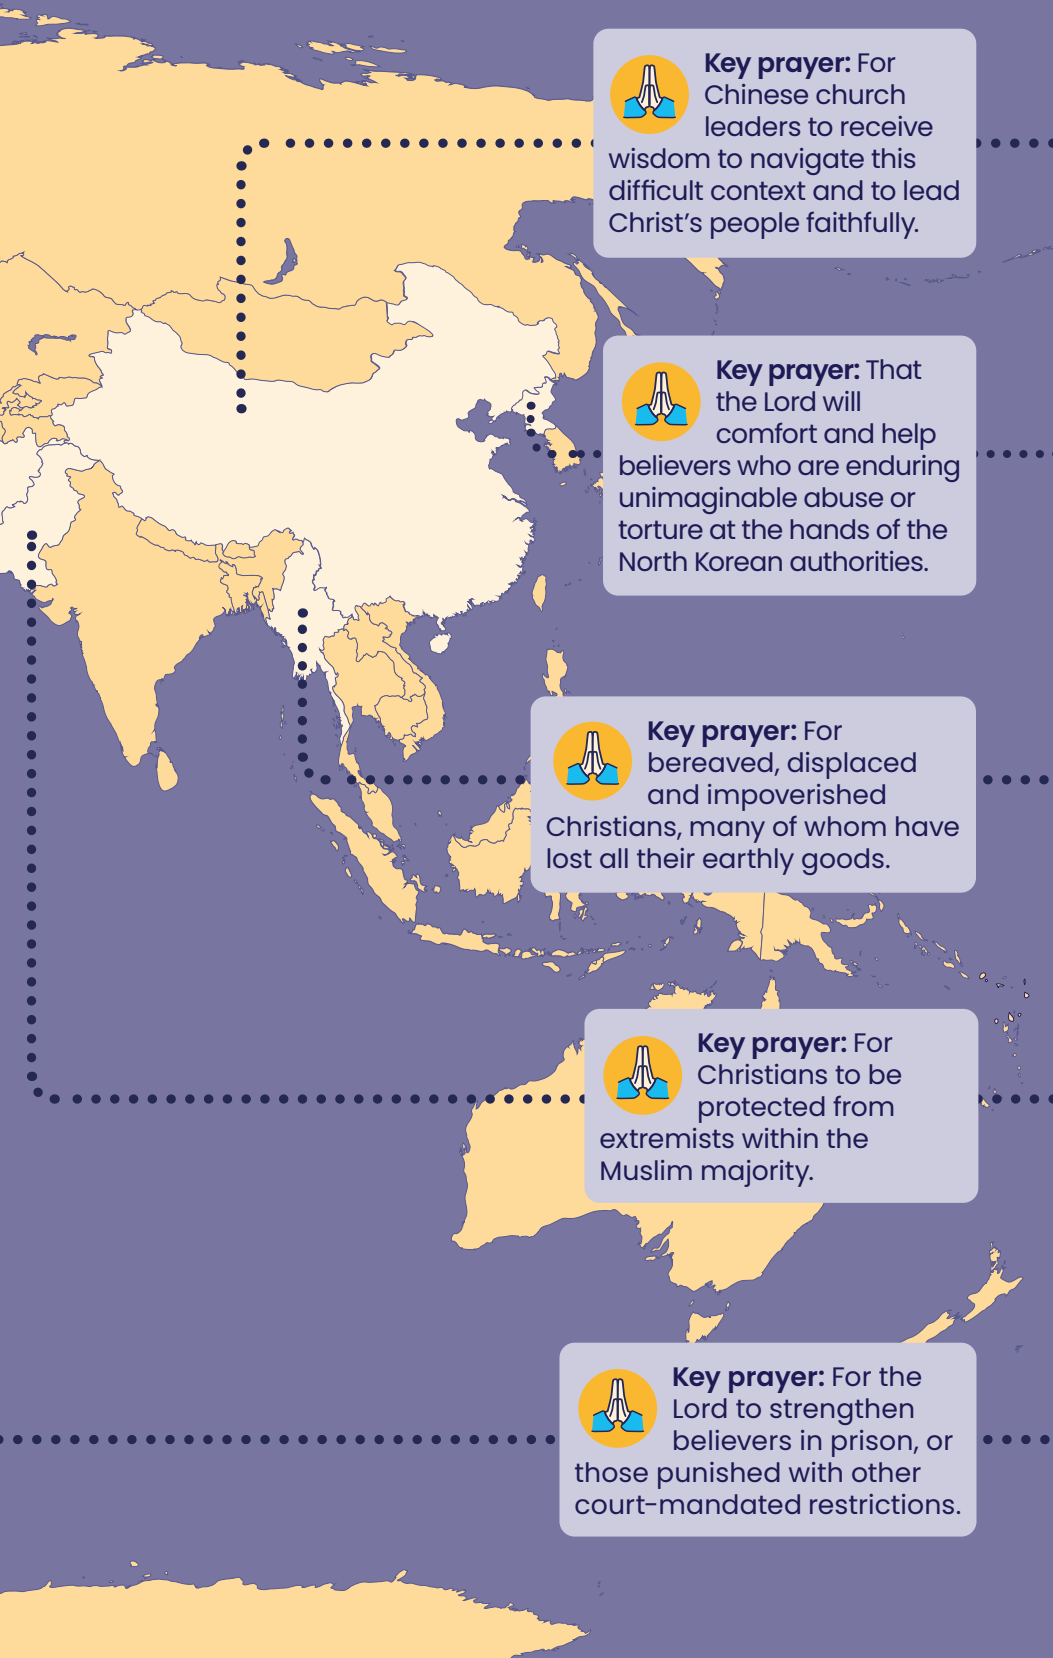 Key prayer: For
Chinese church
leaders to receive
wisdom to navigate this
difficult context and to lead
Christ's people faithfully.
Key prayer: That
the Lord will
comfort and help
believers who are enduring
unimaginable abuse or
torture at the hands of the
North Korean authorities.
Key prayer: For
bereaved, displaced
and impoverished
Christians, many of whom have
lost all their earthly goods.
Key prayer: For
Christians to be
protected from
extremists within the
Muslim majority.
Key prayer: For the
Lord to strengthen
believers in prison, or
those punished with other
court-mandated restrictions.